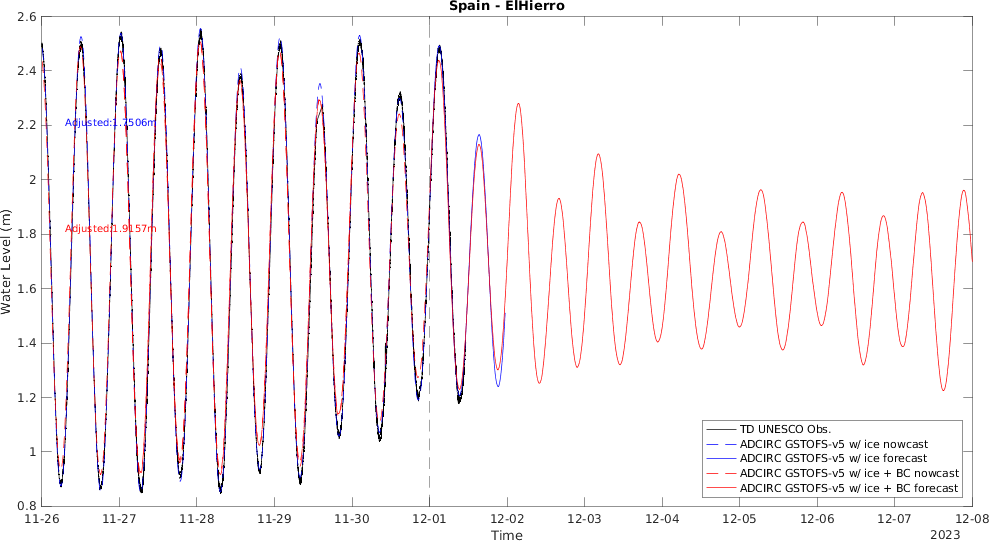 Spain - ElHierro
2.6
2.4
2.2
2
1.8
1.6
1.4
1.2
1
0.8
Water Level (m)
Adjusted:1.7506m
Adjusted:1.9157m
TD UNESCO Obs.
ADCIRC GSTOFS-v5 w/ ice nowcast
ADCIRC GSTOFS-v5 w/ ice forecast
ADCIRC GSTOFS-v5 w/ ice + BC nowcast
ADCIRC GSTOFS-v5 w/ ice + BC forecast
11-26 11-27 11-28 11-29 11-30 12-01 12-02 12-03 12-04 12-05 12-06 12-07 12-08
Time
2023